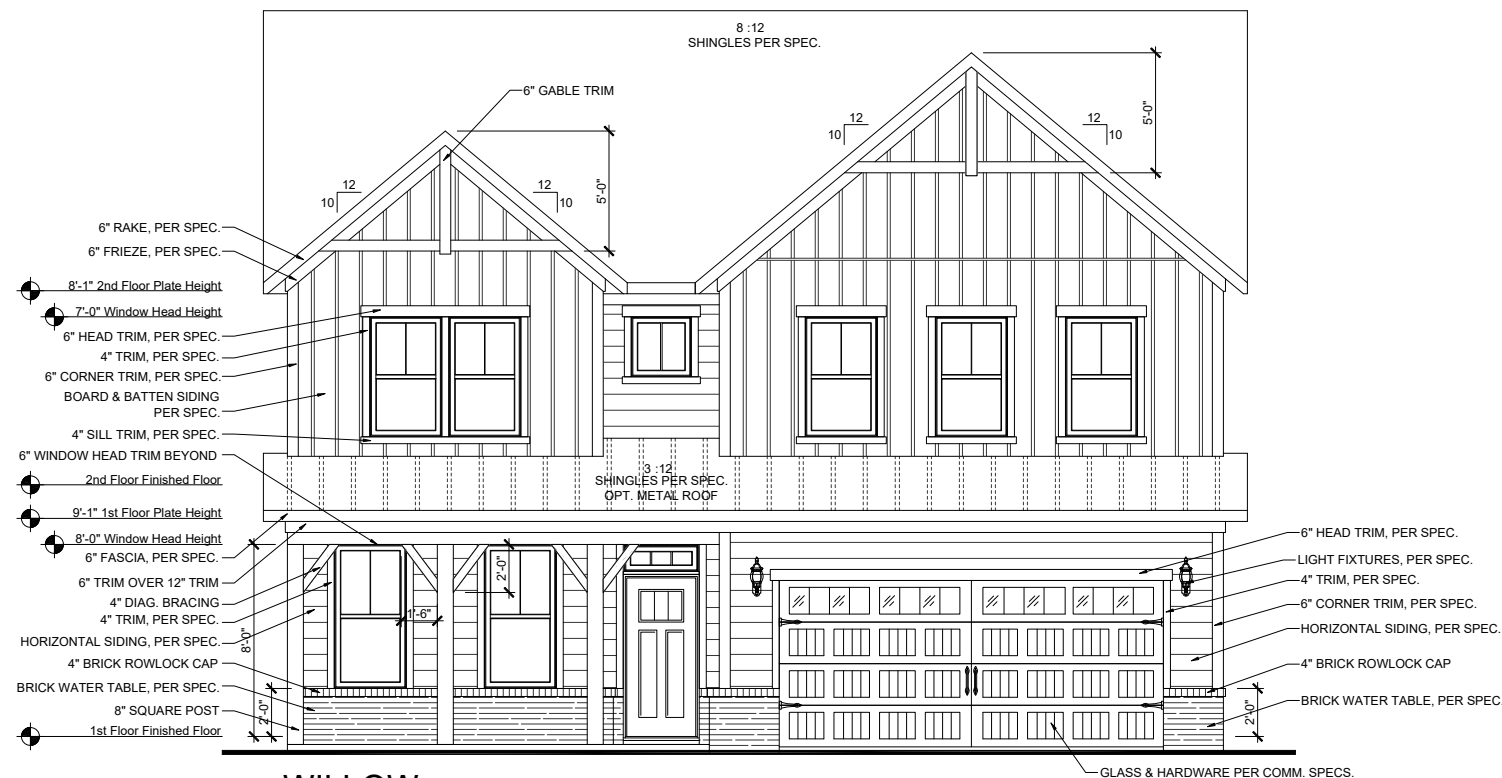 8 :12
SHINGLES PER SPEC.
6" GABLE TRIM
12
10
12
10
5'-0"
12
10
12
10
5'-0"
6" RAKE, PER SPEC.
6" FRIEZE, PER SPEC.
8'-1" 2nd Floor Plate Height
7'-0" Window Head Height
6" HEAD TRIM, PER SPEC.
4" TRIM, PER SPEC.
6" CORNER TRIM, PER SPEC.
BOARD & BATTEN SIDING
PER SPEC.
4" SILL TRIM, PER SPEC.
6" WINDOW HEAD TRIM BEYOND
2nd Floor Finished Floor
9'-1" 1st Floor Plate Height
8'-0" Window Head Height
6" FASCIA, PER SPEC.
6" TRIM OVER 12" TRIM
4" DIAG. BRACING
4" TRIM, PER SPEC.
HORIZONTAL SIDING, PER SPEC.
4" BRICK ROWLOCK CAP
BRICK WATER TABLE, PER SPEC.
8" SQUARE POST
1st Floor Finished Floor
8'-0"
2'-0"
1'-6"
2'-0"
3 :12
SHINGLES PER SPEC.
OPT. METAL ROOF
6" HEAD TRIM, PER SPEC.
LIGHT FIXTURES, PER SPEC.
4" TRIM, PER SPEC.
6" CORNER TRIM, PER SPEC.
HORIZONTAL SIDING, PER SPEC.
4" BRICK ROWLOCK CAP
BRICK WATER TABLE, PER SPEC
2'-0"
GLASS & HARDWARE PER COMM. SPECS.
WILLOW